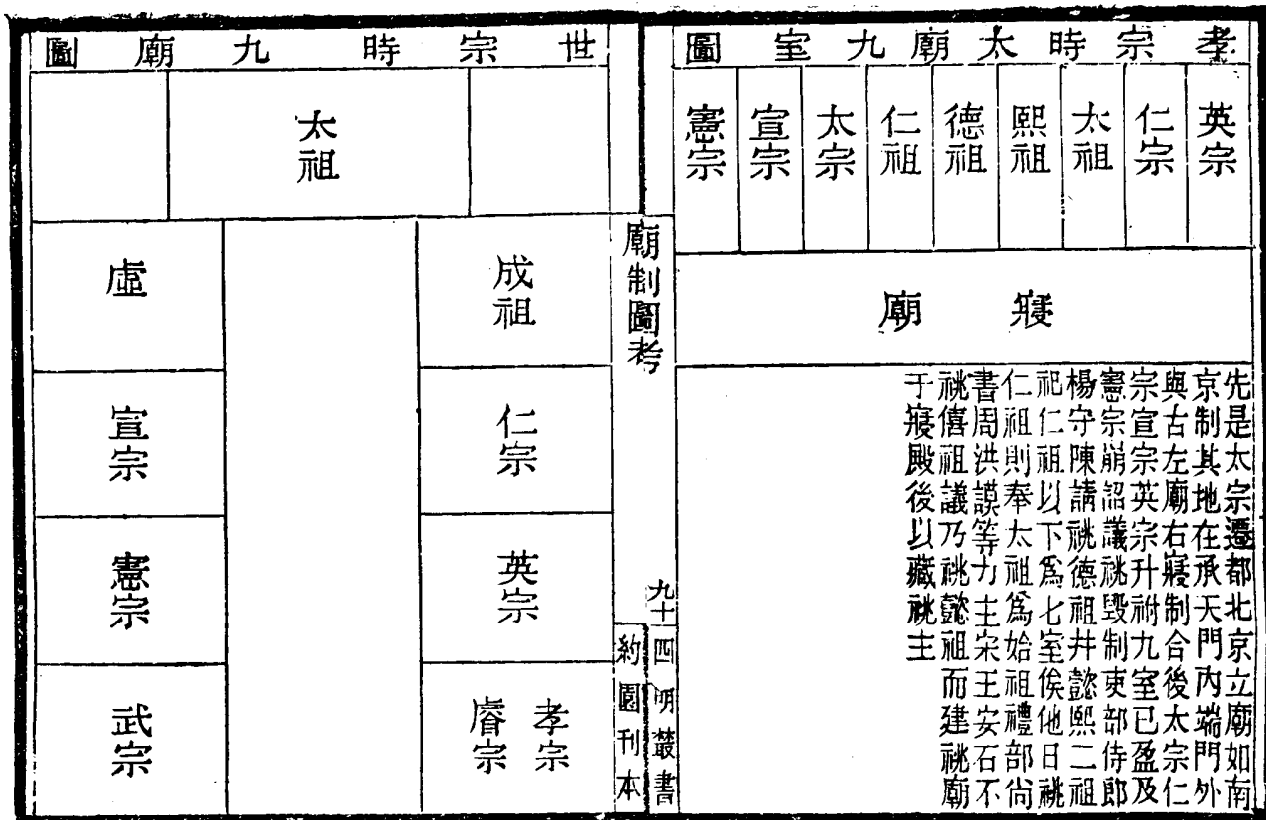 孝宗時太廟九室圖
英宗
仁宗
太祖
熙祖
德祖
仁祖
太宗
宣宗
憲宗
寢廟
先是太宗遷都北京立廟如南
京制其地在承天門內端門外
與古左廟右寢制合後太宗仁
宗宣宗英宗升祔九室已盈及
憲宗崩詔議祧毀制吏部侍郎
楊守陳請祧德祖幷懿熙二祖
祀仁祖以下爲七室俟他日祧
仁祖則奉太祖爲始祖禮部尚
書周洪謨等力主宋王安石不
祧僖祖議乃祧懿祖而建祧廟
于寢殿後以藏祧主
廟制圖考
九十
四明叢書
約園刊本
世宗時九廟圖
太祖
成祖
虛
仁宗
宣宗
英宗
憲宗
孝宗
睿宗
武宗